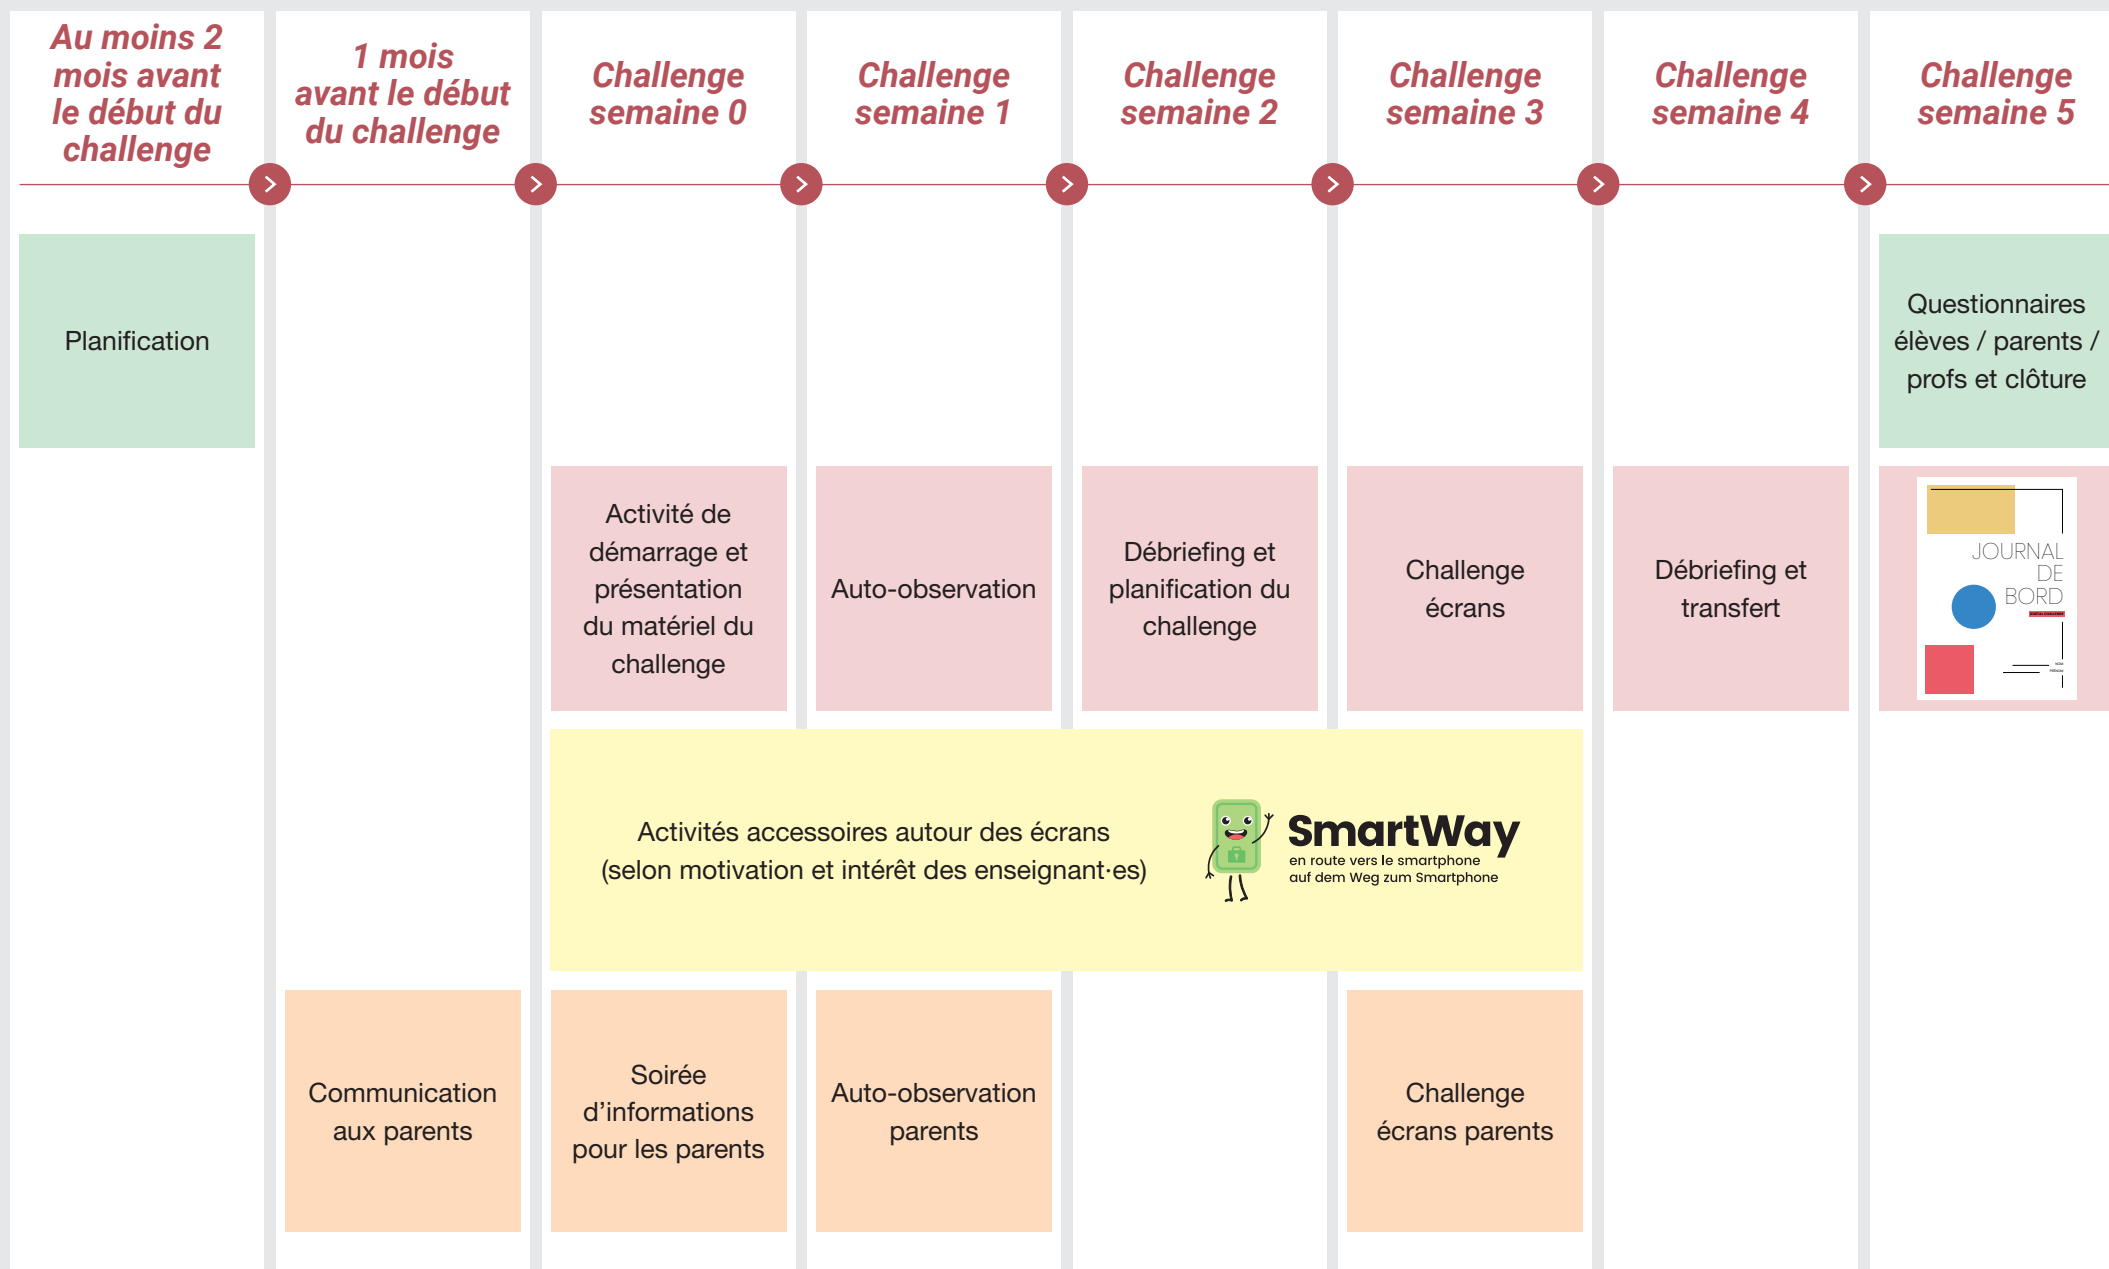 Au moins 2
mois avant
le début du
challenge
1 mois
avant le début
du challenge
Challenge
semaine 0
Challenge
semaine 1
Challenge
semaine 2
Challenge
semaine 3
Challenge
semaine 4
Challenge
semaine 5
Planification
Questionnaires
élèves / parents /
profs et clôture
Activité de
démarrage et
présentation
du matériel du
challenge
Auto-observation
Débriefing et
planification du
challenge
Challenge
écrans
Débriefing et
transfert
JOURNAL
DE
BORD
Activités accessoires autour des écrans
(selon motivation et intérêt des enseignant·es)
SmartWay
en route vers le smartphone
auf dem Weg zum Smartphone
Communication
aux parents
Soirée
d’informations
pour les parents
Auto-observation
parents
Challenge
écrans parents